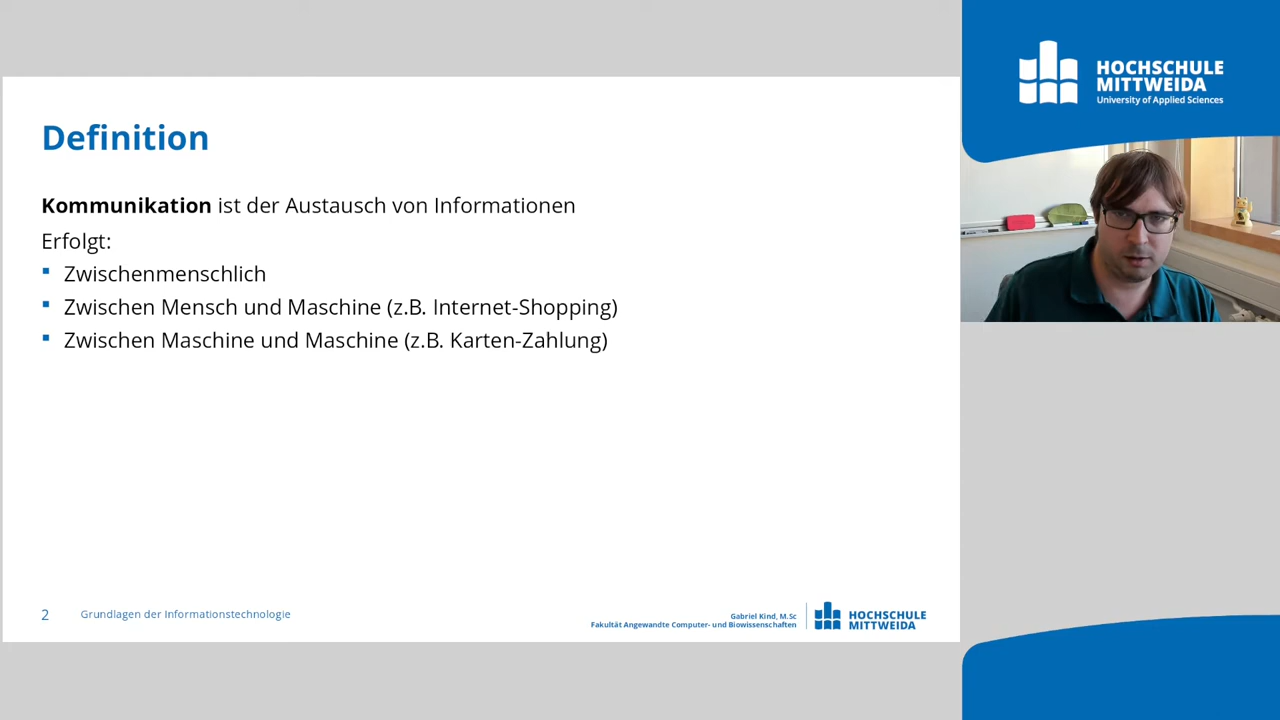 Definition
Kommunikation ist der Austausch von Informationen
Erfolgt:
Zwischenmenschlich
Zwischen Mensch und Maschine (z.B. Internet-Shopping)
Zwischen Maschine und Maschine (z.B. Karten-Zahlung)
2 Grundlagen der Informationstechnologie
Gabriel Kind, M.Sc
Fakultät Angewandte Computer- und Biowissenschaften
HOCHSCHULE
MITTWEIDA
HOCHSCHULE
MITTWEIDA
University of Applied Sciences